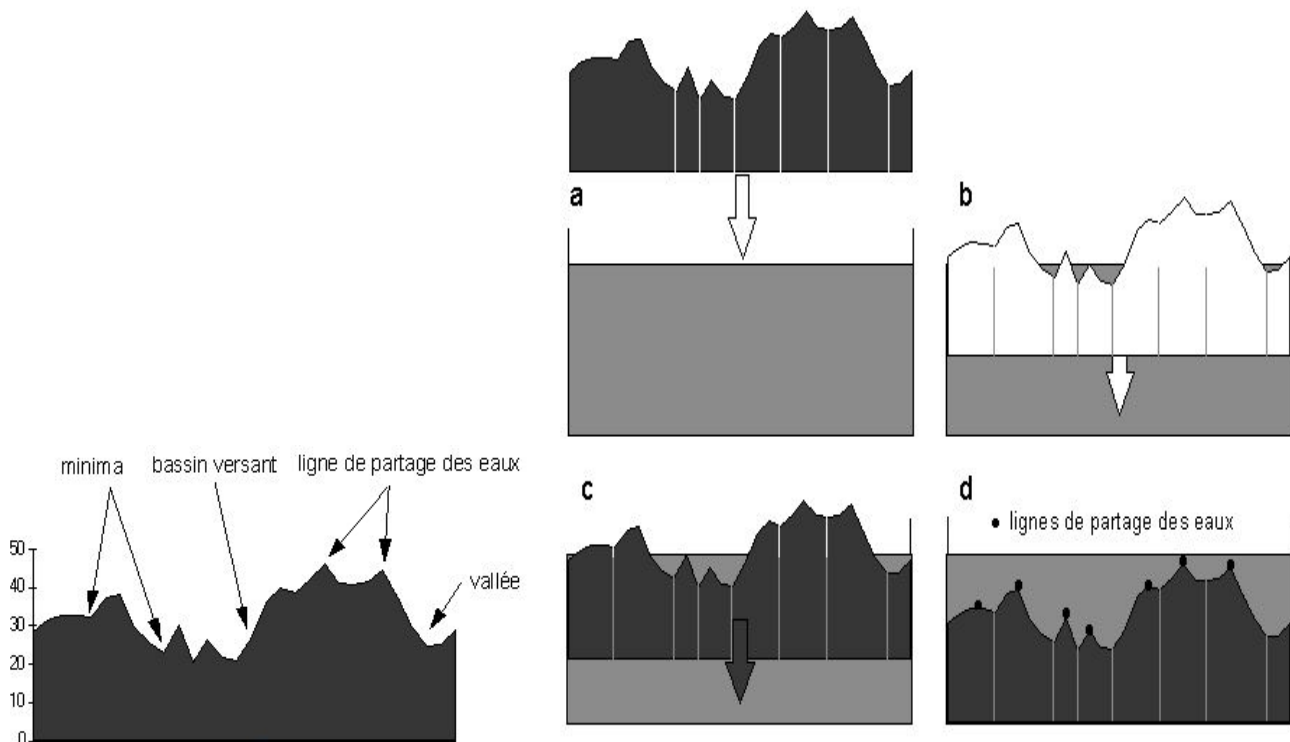 a
b
minima
bassin versant
ligne de partage des eaux
vallée
50
40
30
20
10
0
c
d
lignes de partage des eaux